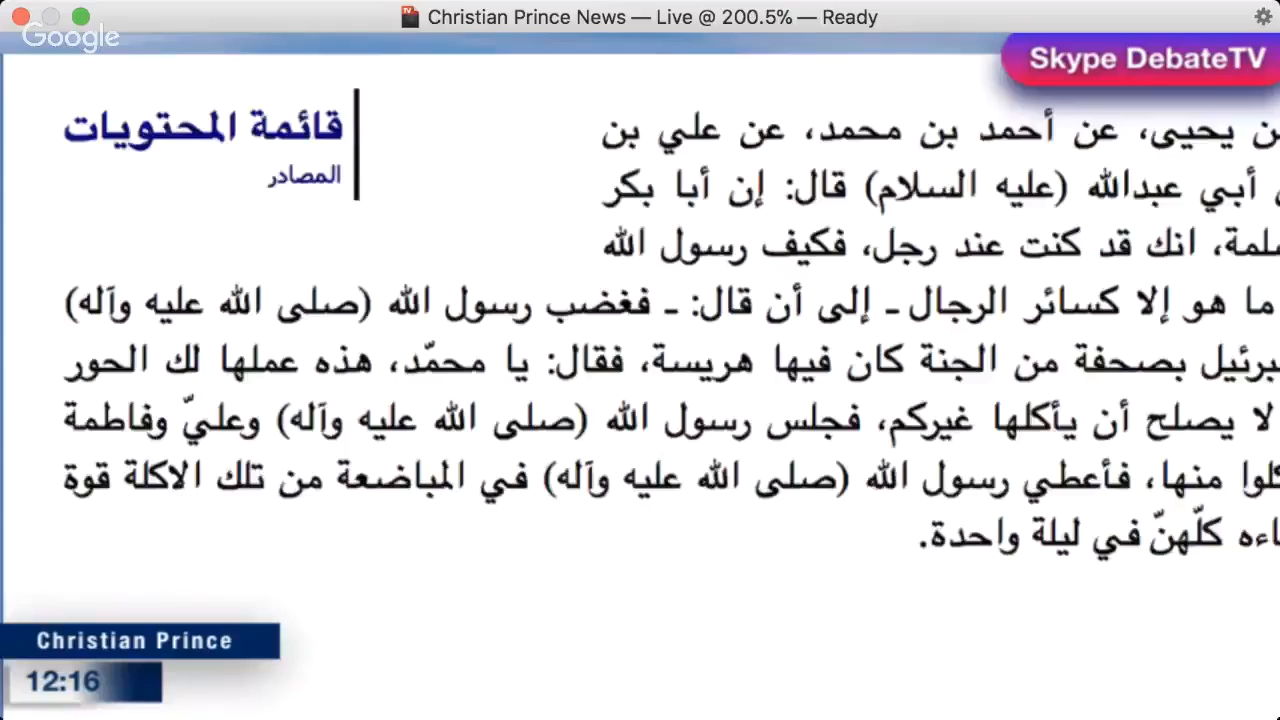 Christian Prince News — Live @ 200.5% — Ready
Google
Skype DebateTV
قائمة المحتويات
المصادر
يحيى، عن أحمد بن محمد، عن علي بن
أبي عبدالله (عليه السلام) قال: إن أبا بكر
انك قد كنت عند رجل، فكيف رسول الله
ما هو إلا كسائر الرجال ـ إلى أن قال: ـ فغضب رسول الله (صلى الله عليه وآله)
بصحفة من الجنة كان فيها هريسة، فقال: يا محمّد، هذه عملها لك الحور
لا يصلح أن يأكلها غيركم، فجلس رسول الله (صلى الله عليه وآله) وعليّ وفاطمة
منها، فأعطي رسول الله (صلى الله عليه وآله) في المباضعة من تلك الاكلة قوة
كلّهنّ في ليلة واحدة.
Christian Prince
12:16